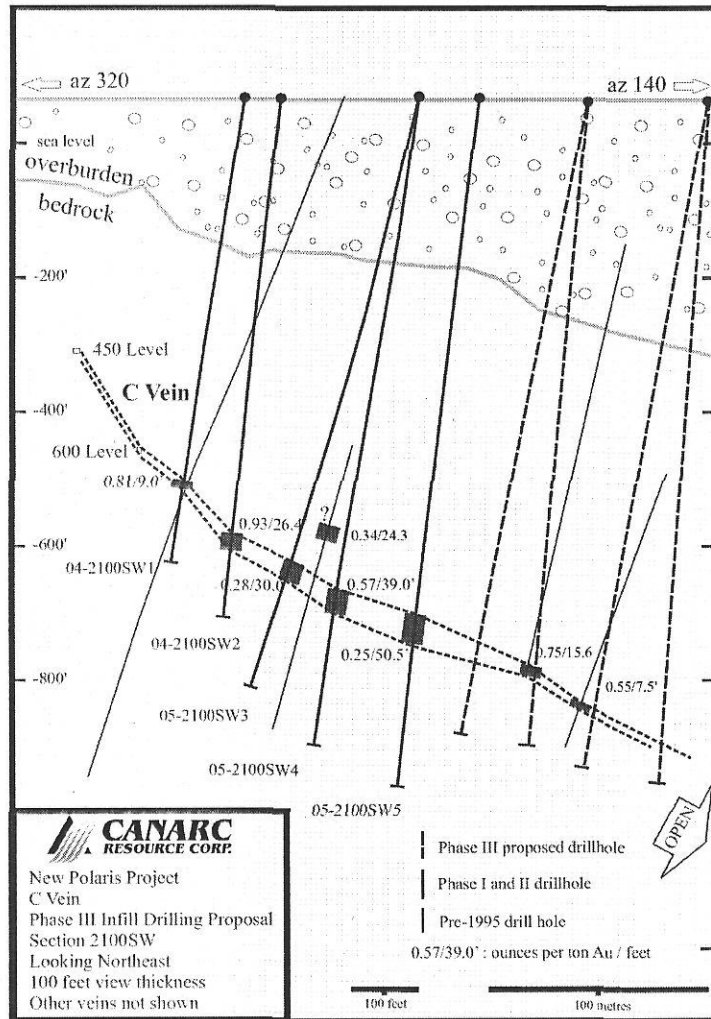 az 320
az 140
sea level
overburden
bedrock
-200'
450 Level
C Vein
-400'
600 Level
0.81/9.0'
0.93/26.4'
?
0.34/24.3
-600'
04-2100SW1
0.28/30.0'
0.57/39.0'
04-2100SW2
0.25/50.5'
0.75/15.6
-800'
0.55/7.5'
05-2100SW3
05-2100SW4
05-2100SW5
OPEN
CANARC
RESOURCE CORP.
New Polaris Project
C Vein
Phase III Infill Drilling Proposal
Section 2100SW
Looking Northeast
100 feet view thickness
Other veins not shown
Phase III proposed drillhole
Phase I and II drillhole
Pre-1995 drill hole
0.57/39.0' : ounces per ton Au / feet
100 feet
100 metres